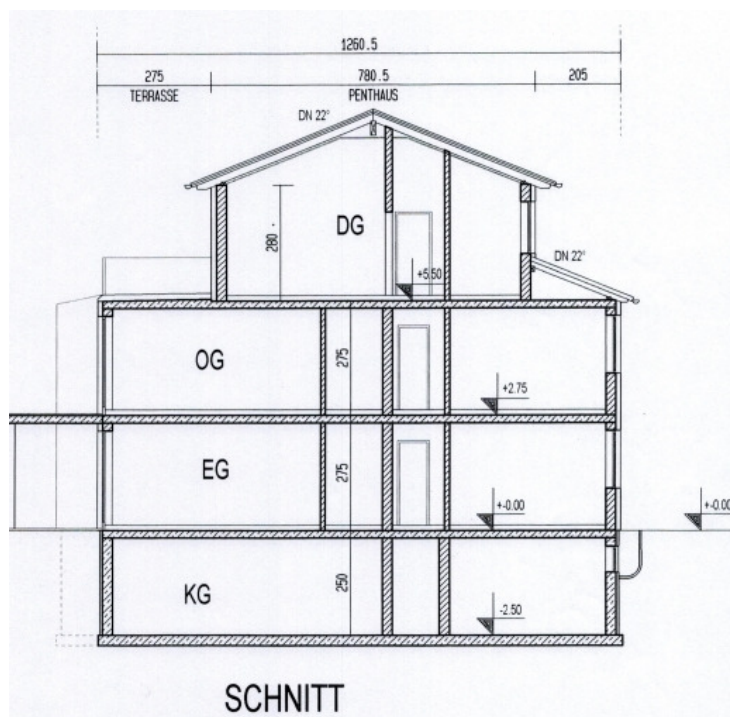 1260.5
275 780.5 205
TERRASSE PENTHAUS
DN 22°
DG
280
DN 22°
+5.50
OG
275
+2.75
EG
275
+-0.00
+-0.00
KG
250
-2.50
SCHNITT